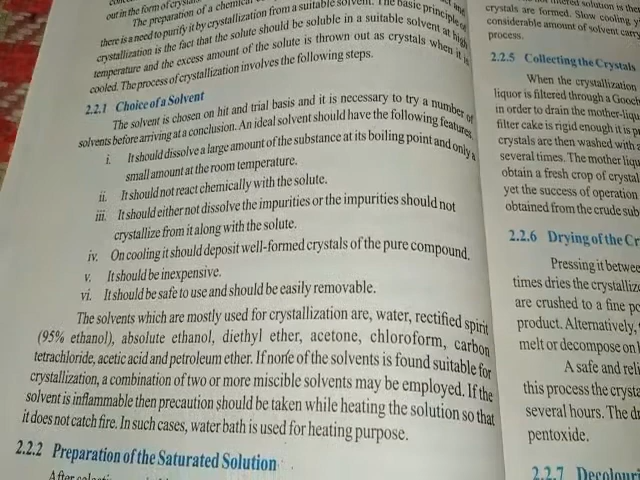 out in the form of crystals.
The preparation of a chemical
there is a need to purify it by crystallization from a suitable solvent. The basic principle of
crystallization is the fact that the solute should be soluble in a suitable solvent at high
temperature and the excess amount of the solute is thrown out as crystals when it is
cooled. The process of crystallization involves the following steps.
2.2.1 Choice of a Solvent
The solvent is chosen on hit and trial basis and it is necessary to try a number of
solvents before arriving at a conclusion. An ideal solvent should have the following features.
i. It should dissolve a large amount of the substance at its boiling point and only a
small amount at the room temperature.
ii. It should not react chemically with the solute.
iii. It should either not dissolve the impurities or the impurities should not
crystallize from it along with the solute.
iv. On cooling it should deposit well-formed crystals of the pure compound.
v. It should be inexpensive.
vi. It should be safe to use and should be easily removable.
The solvents which are mostly used for crystallization are, water, rectified spirit
(95% ethanol), absolute ethanol, diethyl ether, acetone, chloroform, carbon
tetrachloride, acetic acid and petroleum ether. If none of the solvents is found suitable for
crystallization, a combination of two or more miscible solvents may be employed. If the
solvent is inflammable then precaution should be taken while heating the solution so that
it does not catch fire. In such cases, water bath is used for heating purpose.
2.2.2 Preparation of the Saturated Solution
After
crystals are formed. Slow cooling
considerable amount of solvent carry
process.
2.2.5 Collecting the Crystals
When the crystallization
liquor is filtered through a Gooch
in order to drain the mother-liqu
filter cake is rigid enough it is p
crystals are then washed with a
several times. The mother liqu
obtain a fresh crop of crystal
yet the success of operation
obtained from the crude sub
2.2.6 Drying of the Cr
Pressing it betwee
times dries the crystalliz
are crushed to a fine po
product. Alternatively,
melt or decompose on
A safe and reli
this process the crysta
several hours. The dr
pentoxide.
2.2.7 Decolouri